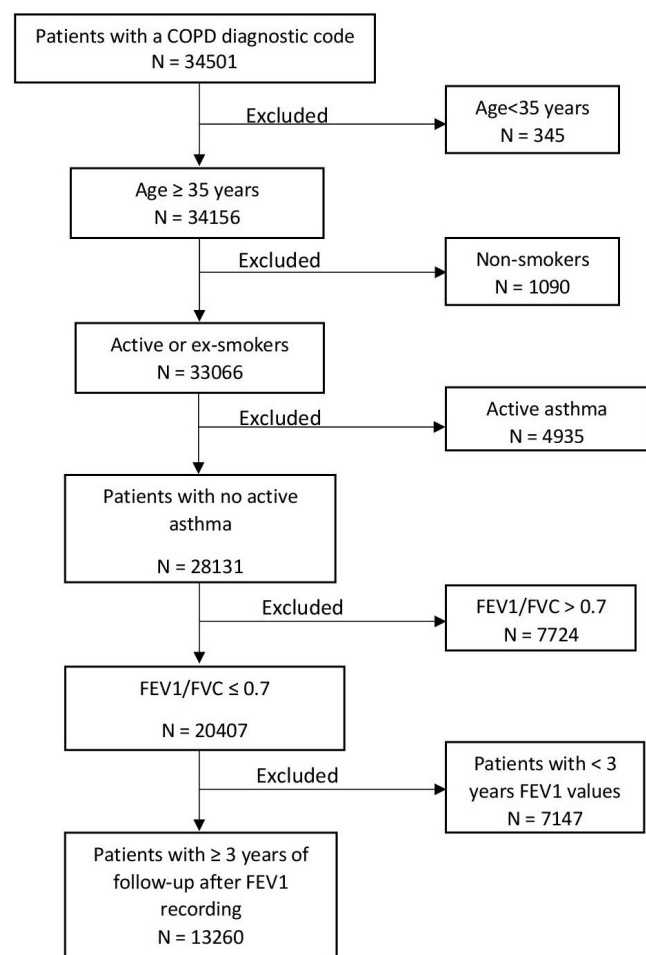 Patients with a COPD diagnostic code
N = 34501
Excluded
Age<35 years
N = 345
Age ≥ 35 years
N = 34156
Excluded
Non-smokers
N = 1090
Active or ex-smokers
N = 33066
Excluded
Active asthma
N = 4935
Patients with no active
asthma
N = 28131
Excluded
FEV1/FVC > 0.7
N = 7724
FEV1/FVC ≤ 0.7
N = 20407
Excluded
Patients with < 3
years FEV1 values
N = 7147
Patients with ≥ 3 years of
follow-up after FEV1
recording
N = 13260